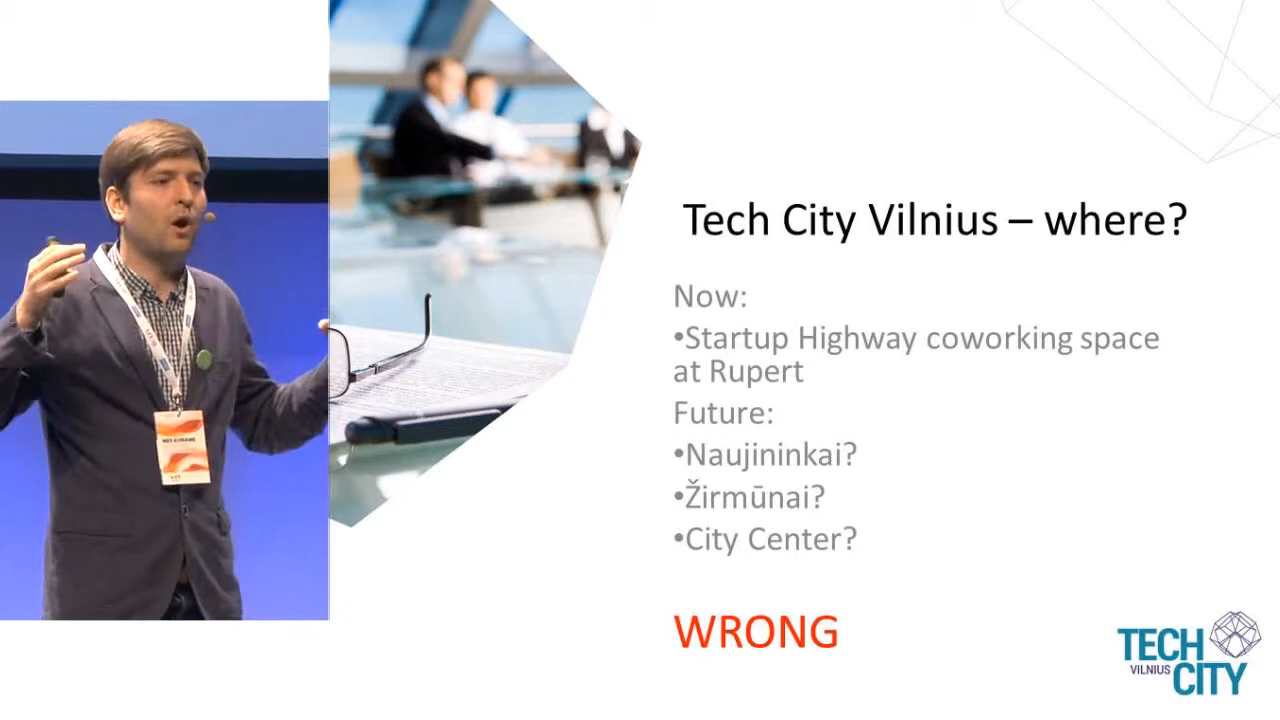 Tech City Vilnius – where?
Now:
•Startup Highway coworking space
at Rupert
Future:
•Naujininkai?
•Žirmūnai?
•City Center?
WRONG
TECH
VILNIUS CITY